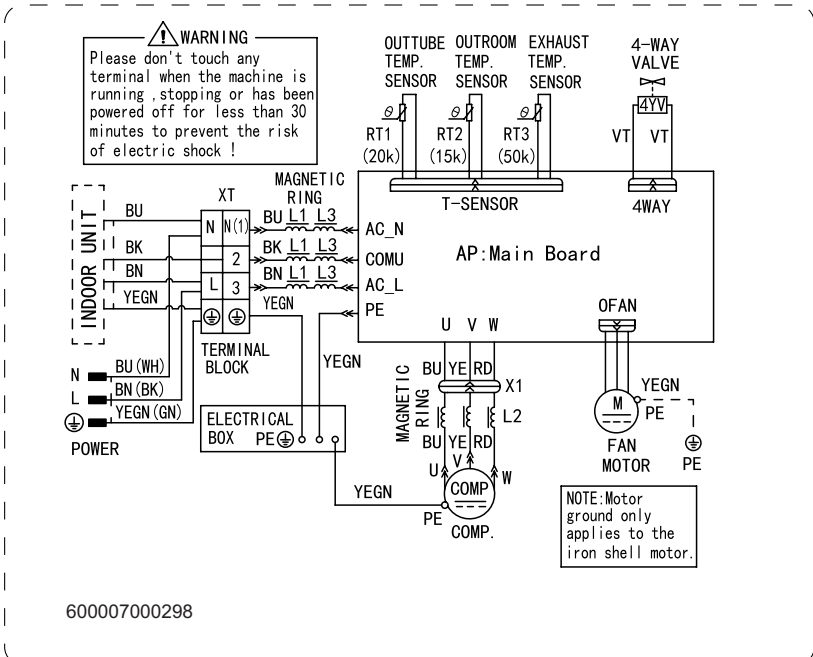 WARNING
Please don't touch any
terminal when the machine is
running ,stopping or has been
powered off for less than 30
minutes to prevent the risk
of electric shock !
OUTTUBE TEMP. SENSOR
OUTROOM TEMP. SENSOR
EXHAUST TEMP. SENSOR
4-WAY VALVE
4YV
VT VT
θ θ θ
RT1 RT2 RT3
(20k) (15k) (50k)
T-SENSOR
4WAY
AP:Main Board
INDOOR UNIT
BU
BK
BN
YEGN
XT
N N(1)
2
L 3
TERMINAL
BLOCK
MAGNETIC
RING
BU L1 L3 AC_N
BK L1 L3 COMU
BN L1 L3 AC_L
YEGN PE
YEGN
N BU(WH)
L BN(BK)
YEGN(GN)
POWER
ELECTRICAL
BOX PE
YEGN
U V W
BU YE RD
X1
MAGNETIC
RING
L2
BU YE RD
U V W
COMP
PE
COMP.
OFAN
M
YEGN
PE
FAN
MOTOR
PE
NOTE:Motor
ground only
applies to the
iron shell motor.
600007000298